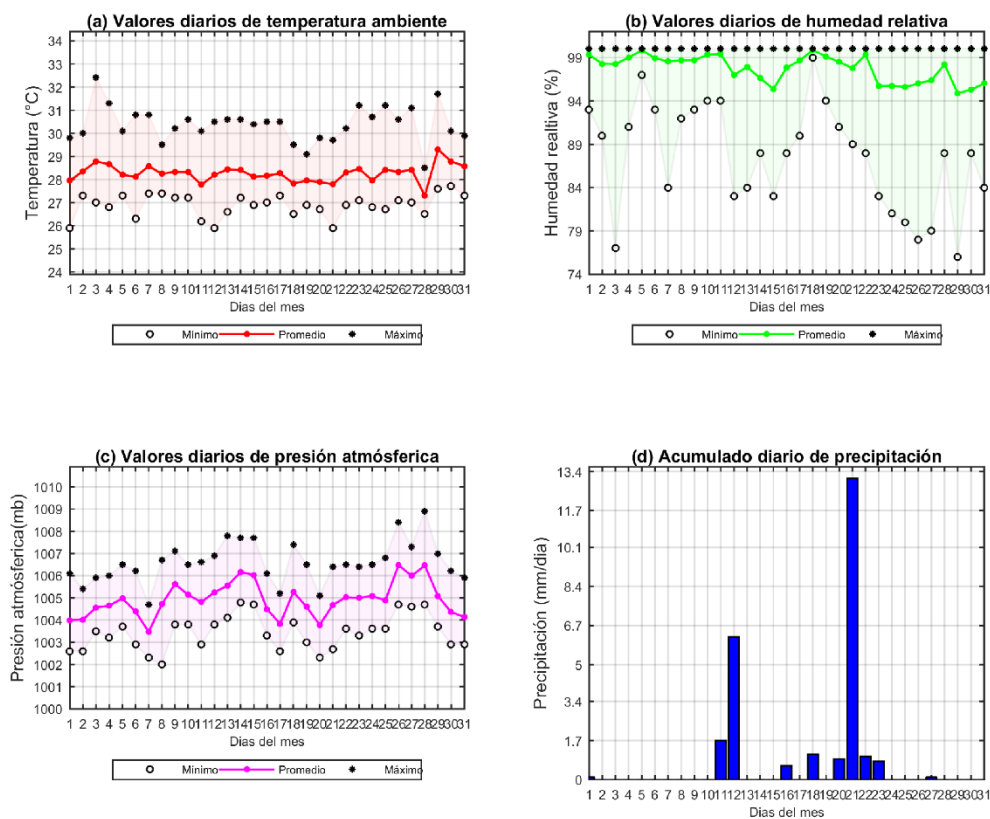 (a) Valores diarios de temperatura ambiente
34
33
32
31
30
29
28
27
26
25
24
Temperatura (°C)
1 2 3 4 5 6 7 8 9 10 11 12 13 14 15 16 17 18 19 20 21 22 23 24 25 26 27 28 29 30 31
Dias del mes
Mínimo Promedio Máximo
(b) Valores diarios de humedad relativa
99
94
89
84
79
74
Humedad realtiva (%)
1 2 3 4 5 6 7 8 9 10 11 12 13 14 15 16 17 18 19 20 21 22 23 24 25 26 27 28 29 30 31
Dias del mes
Mínimo Promedio Máximo
(c) Valores diarios de presión atmósferica
1010
1009
1008
1007
1006
1005
1004
1003
1002
1001
1000
Presión atmósferica(mb)
1 2 3 4 5 6 7 8 9 10 11 12 13 14 15 16 17 18 19 20 21 22 23 24 25 26 27 28 29 30 31
Dias del mes
Mínimo Promedio Máximo
(d) Acumulado diario de precipitación
13.4
11.7
10.1
8.4
6.7
5
3.4
1.7
0
Precipitación (mm/dia)
1 2 3 4 5 6 7 8 9 10 11 12 13 14 15 16 17 18 19 20 21 22 23 24 25 26 27 28 29 30 31
Dias del mes